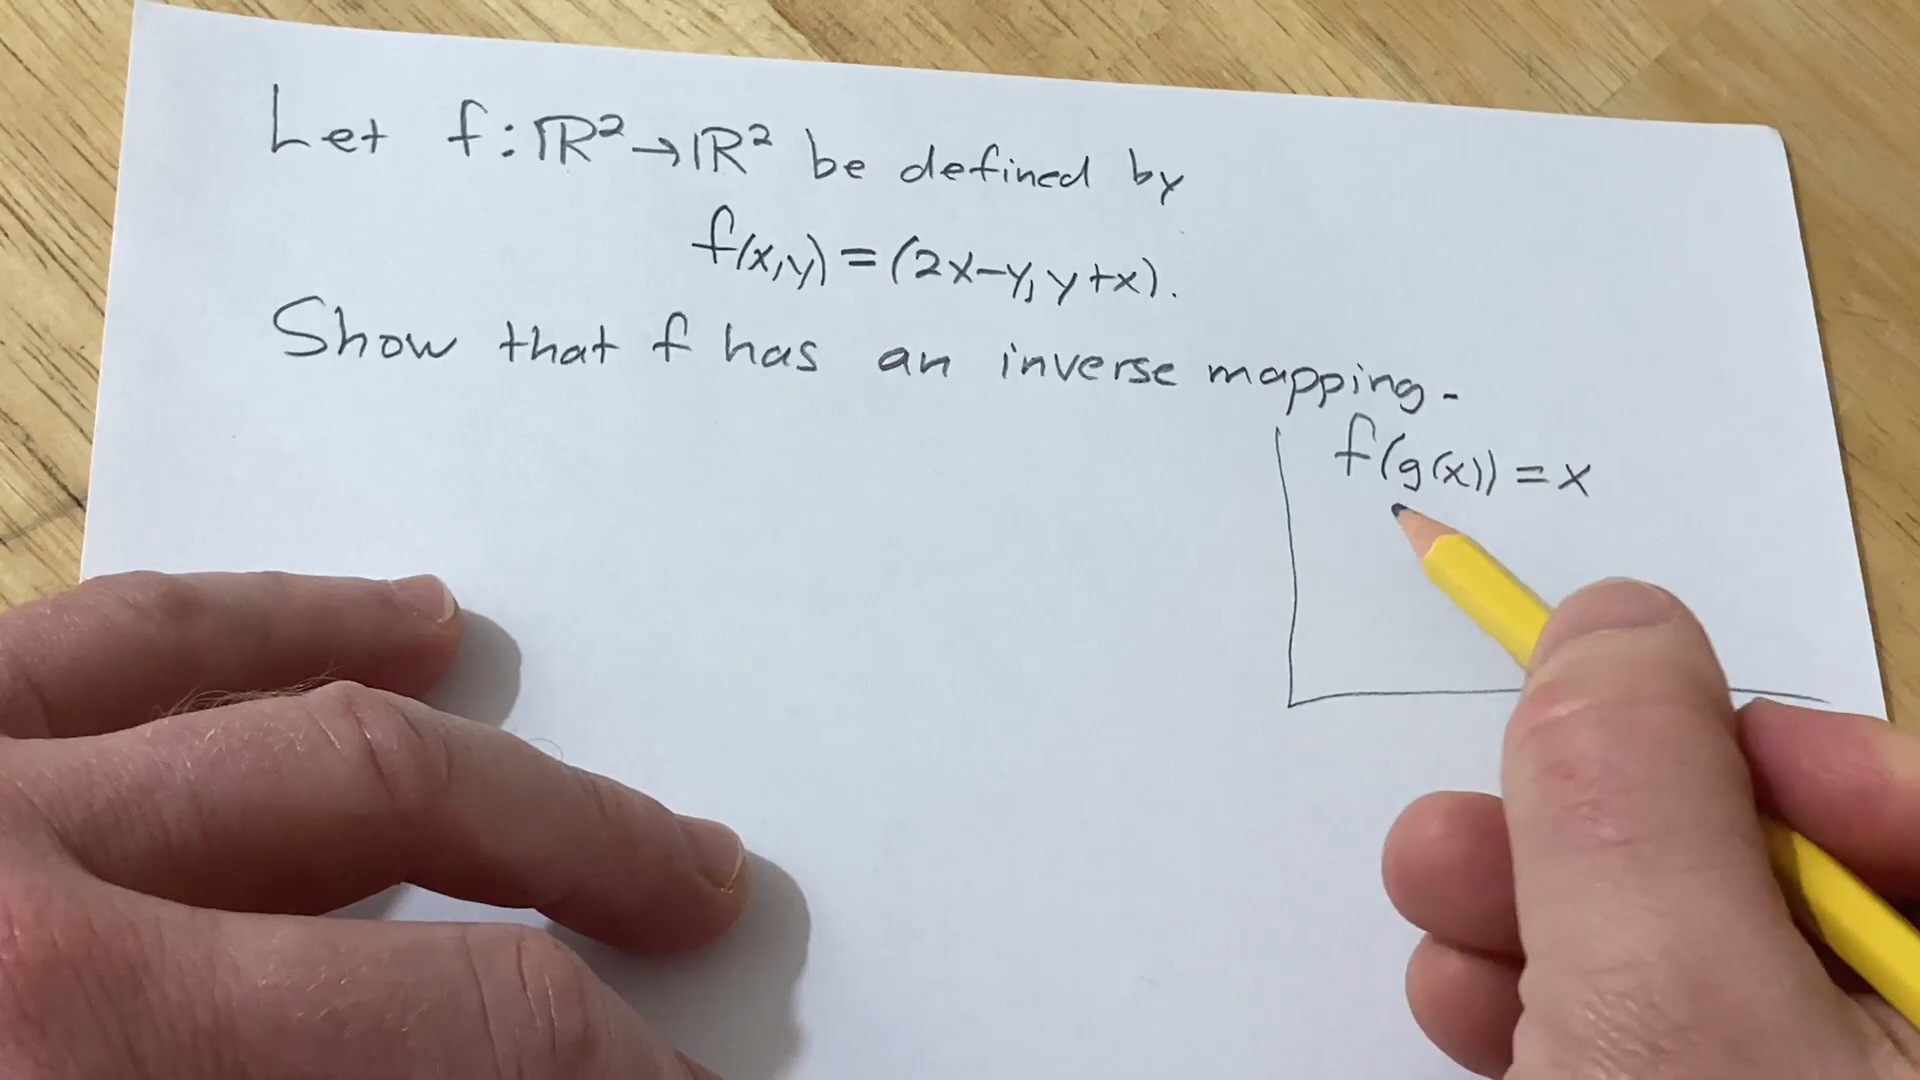 Let f:ℝ²→ℝ² be defined by
f(x,y)=(2x-y, y+x).
Show that f has an inverse mapping.
f(g(x))=x